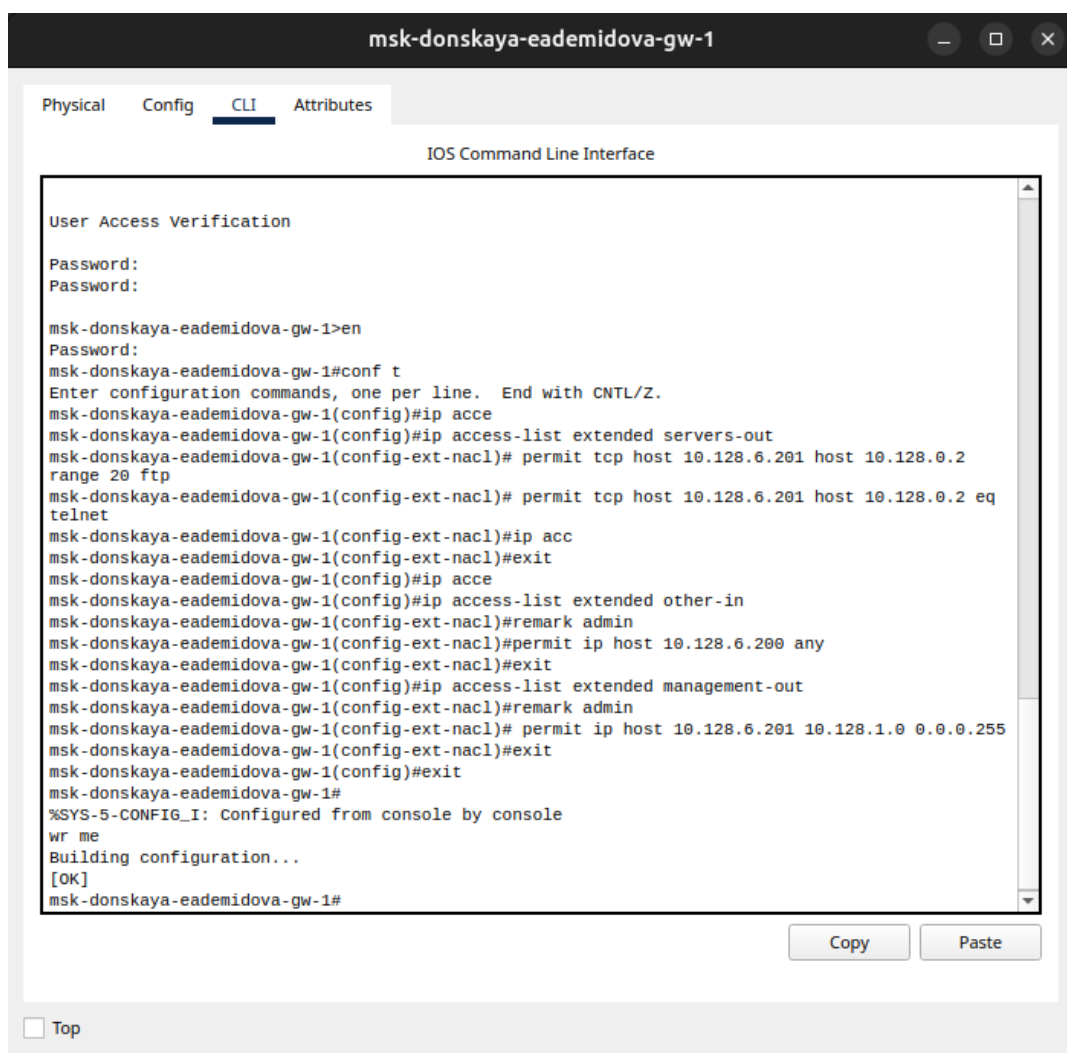 msk-donskaya-eademidova-gw-1
Physical Config CLI Attributes
IOS Command Line Interface
User Access Verification
Password:
Password:
msk-donskaya-eademidova-gw-1>en
Password:
msk-donskaya-eademidova-gw-1#conf t
Enter configuration commands, one per line.  End with CNTL/Z.
msk-donskaya-eademidova-gw-1(config)#ip acce
msk-donskaya-eademidova-gw-1(config)#ip access-list extended servers-out
msk-donskaya-eademidova-gw-1(config-ext-nacl)# permit tcp host 10.128.6.201 host 10.128.0.2
range 20 ftp
msk-donskaya-eademidova-gw-1(config-ext-nacl)# permit tcp host 10.128.6.201 host 10.128.0.2 eq
telnet
msk-donskaya-eademidova-gw-1(config-ext-nacl)#ip acc
msk-donskaya-eademidova-gw-1(config-ext-nacl)#exit
msk-donskaya-eademidova-gw-1(config)#ip acce
msk-donskaya-eademidova-gw-1(config)#ip access-list extended other-in
msk-donskaya-eademidova-gw-1(config-ext-nacl)#remark admin
msk-donskaya-eademidova-gw-1(config-ext-nacl)#permit ip host 10.128.6.200 any
msk-donskaya-eademidova-gw-1(config-ext-nacl)#exit
msk-donskaya-eademidova-gw-1(config)#ip access-list extended management-out
msk-donskaya-eademidova-gw-1(config-ext-nacl)#remark admin
msk-donskaya-eademidova-gw-1(config-ext-nacl)# permit ip host 10.128.6.201 10.128.1.0 0.0.0.255
msk-donskaya-eademidova-gw-1(config-ext-nacl)#exit
msk-donskaya-eademidova-gw-1(config)#exit
msk-donskaya-eademidova-gw-1#
%SYS-5-CONFIG_I: Configured from console by console
wr me
Building configuration...
[OK]
msk-donskaya-eademidova-gw-1#
Copy Paste
Top